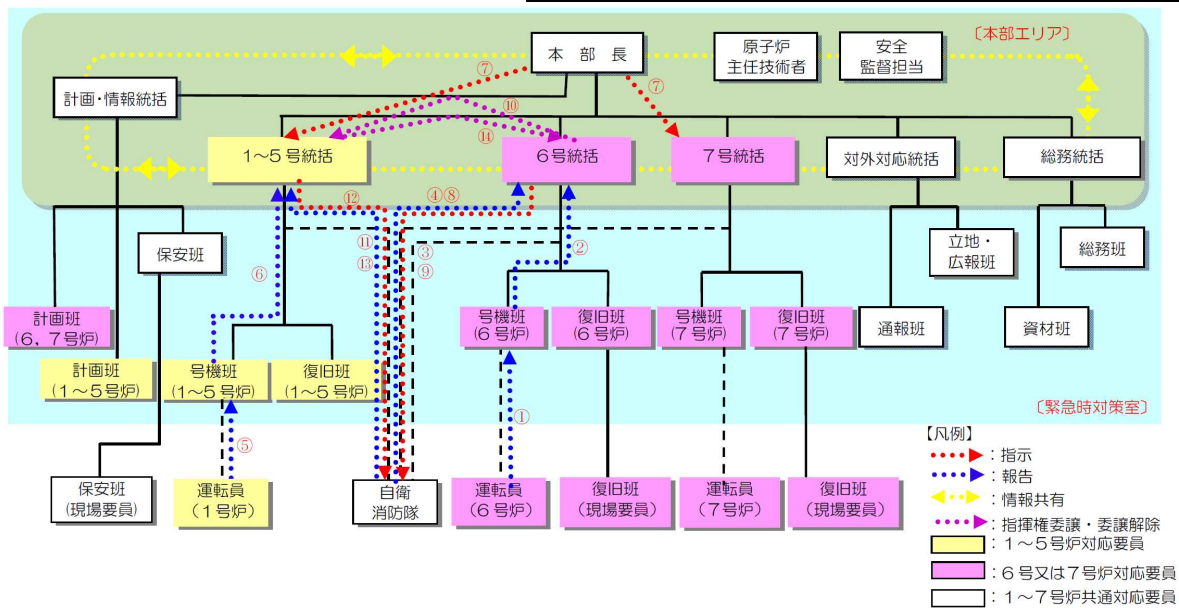 〔本部エリア〕
本 部 長
原子炉
主任技術者
安全
監督担当
⑦
⑦
計画・情報統括
⑩
⑭
1～5号統括
6号統括
7号統括
対外対応統括
総務統括
⑫
④⑧
⑪
⑬
③
⑨
②
⑥
保安班
立地・
広報班
総務班
計画班
(6，7号炉)
計画班
(1～5号炉)
号機班
(1～5号炉)
復旧班
(1～5号炉)
号機班
(6号炉)
復旧班
(6号炉)
号機班
(7号炉)
復旧班
(7号炉)
通報班
資材班
〔緊急時対策室〕
⑤
①
保安班
(現場要員)
運転員
(1号炉)
自衛
消防隊
運転員
(6号炉)
復旧班
(現場要員)
運転員
(7号炉)
復旧班
(現場要員)
【凡例】
：指示
：報告
：情報共有
：指揮権委譲・委譲解除
：1～5号炉対応要員
：6号又は7号炉対応要員
：1～7号炉共通対応要員